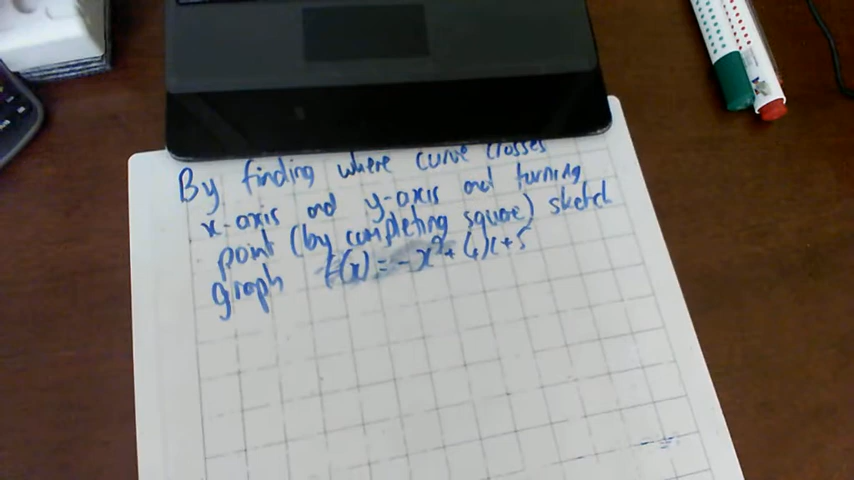 By finding where curve crosses
x-axis and y-axis and turning
point (by completing square) sketch
graph f(x) = -x² + 4x + 5